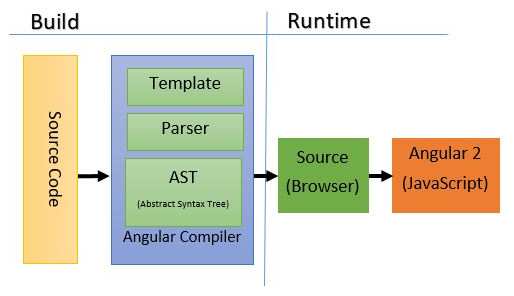 Build
Runtime
Source Code
Template
Parser
AST
(Abstract Syntax Tree)
Angular Compiler
Source
(Browser)
Angular 2
(JavaScript)